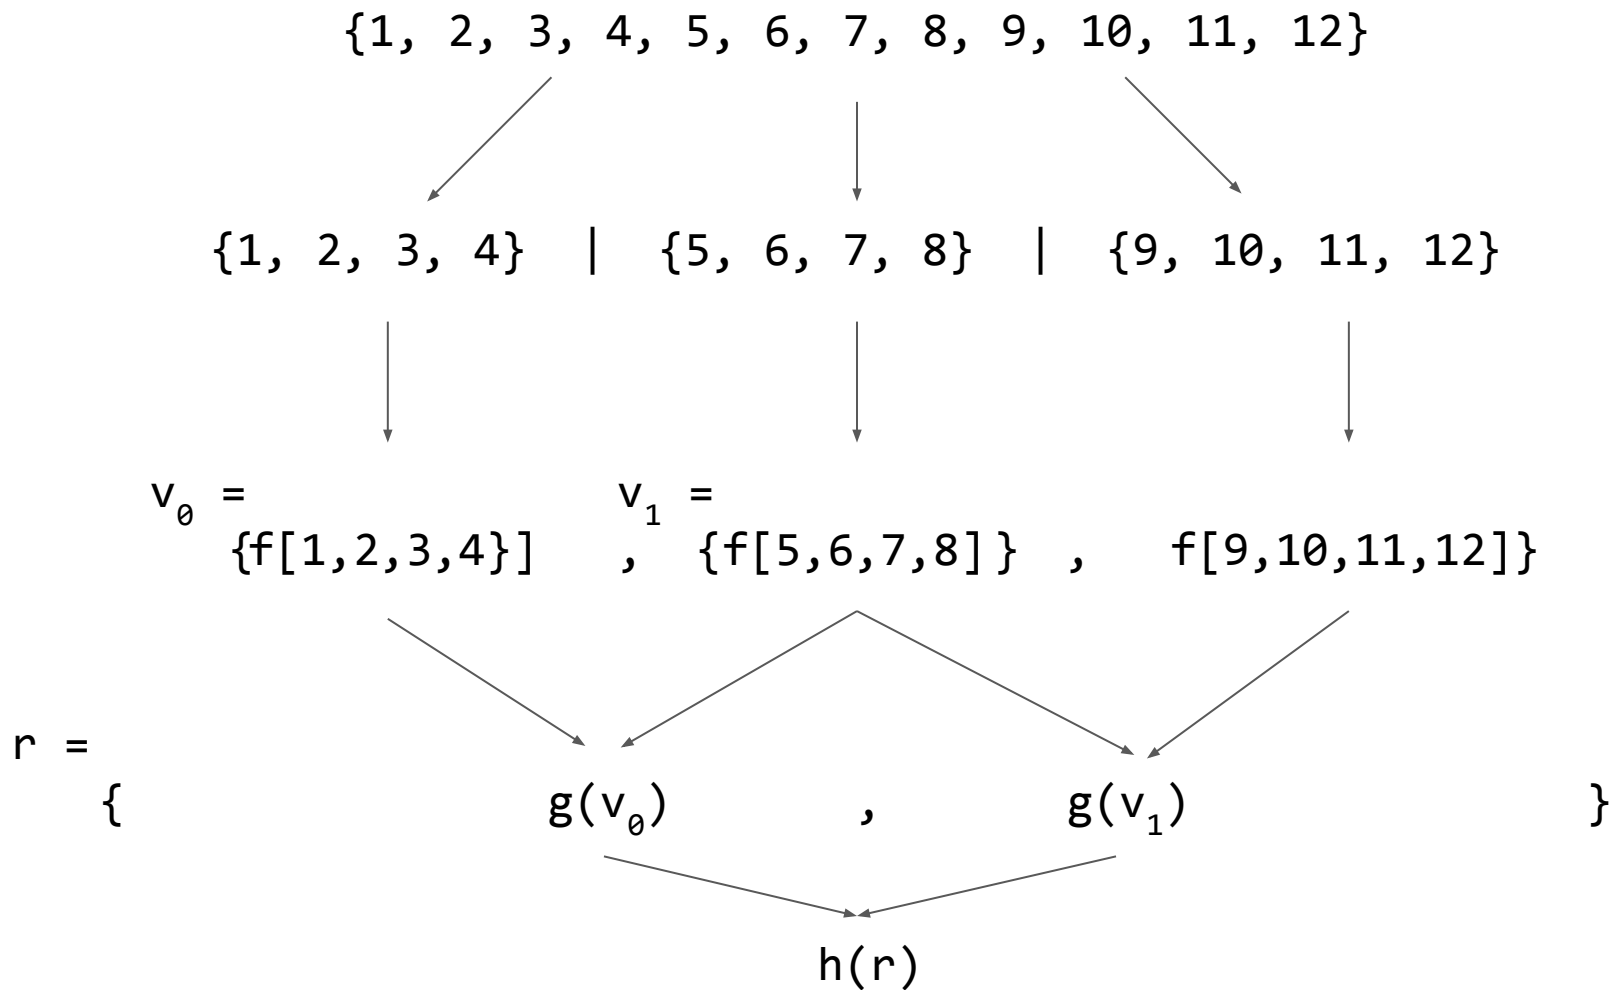 {1, 2, 3, 4, 5, 6, 7, 8, 9, 10, 11, 12}
{1, 2, 3, 4} | {5, 6, 7, 8} | {9, 10, 11, 12}
v₀ = v₁ =
{f[1,2,3,4}] , {f[5,6,7,8]} , f[9,10,11,12]}
r =
{ g(v₀) , g(v₁) }
h(r)